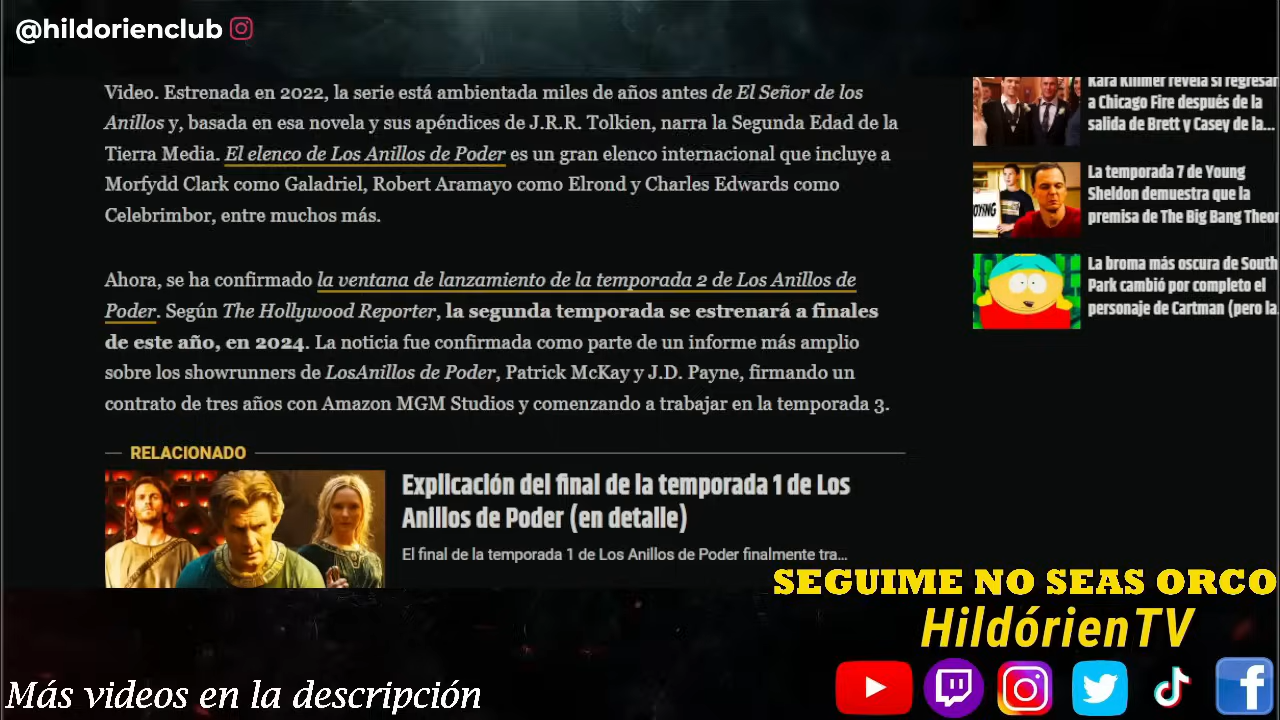 @hildorienclub
Video. Estrenada en 2022, la serie está ambientada miles de años antes de El Señor de los
Anillos y, basada en esa novela y sus apéndices de J.R.R. Tolkien, narra la Segunda Edad de la
Tierra Media. El elenco de Los Anillos de Poder es un gran elenco internacional que incluye a
Morfydd Clark como Galadriel, Robert Aramayo como Elrond y Charles Edwards como
Celebrimbor, entre muchos más.
Ahora, se ha confirmado la ventana de lanzamiento de la temporada 2 de Los Anillos de
Poder. Según The Hollywood Reporter, la segunda temporada se estrenará a finales
de este año, en 2024. La noticia fue confirmada como parte de un informe más amplio
sobre los showrunners de LosAnillos de Poder, Patrick McKay y J.D. Payne, firmando un
contrato de tres años con Amazon MGM Studios y comenzando a trabajar en la temporada 3.
RELACIONADO
Explicación del final de la temporada 1 de Los
Anillos de Poder (en detalle)
El final de la temporada 1 de Los Anillos de Poder finalmente tra...
Kara Killmer revela si regresar
a Chicago Fire después de la
salida de Brett y Casey de la...
La temporada 7 de Young
Sheldon demuestra que la
premisa de The Big Bang Theor
La broma más oscura de South
Park cambió por completo el
personaje de Cartman (pero la
SEGUIME NO SEAS ORCO
HildórienTV
Más videos en la descripción